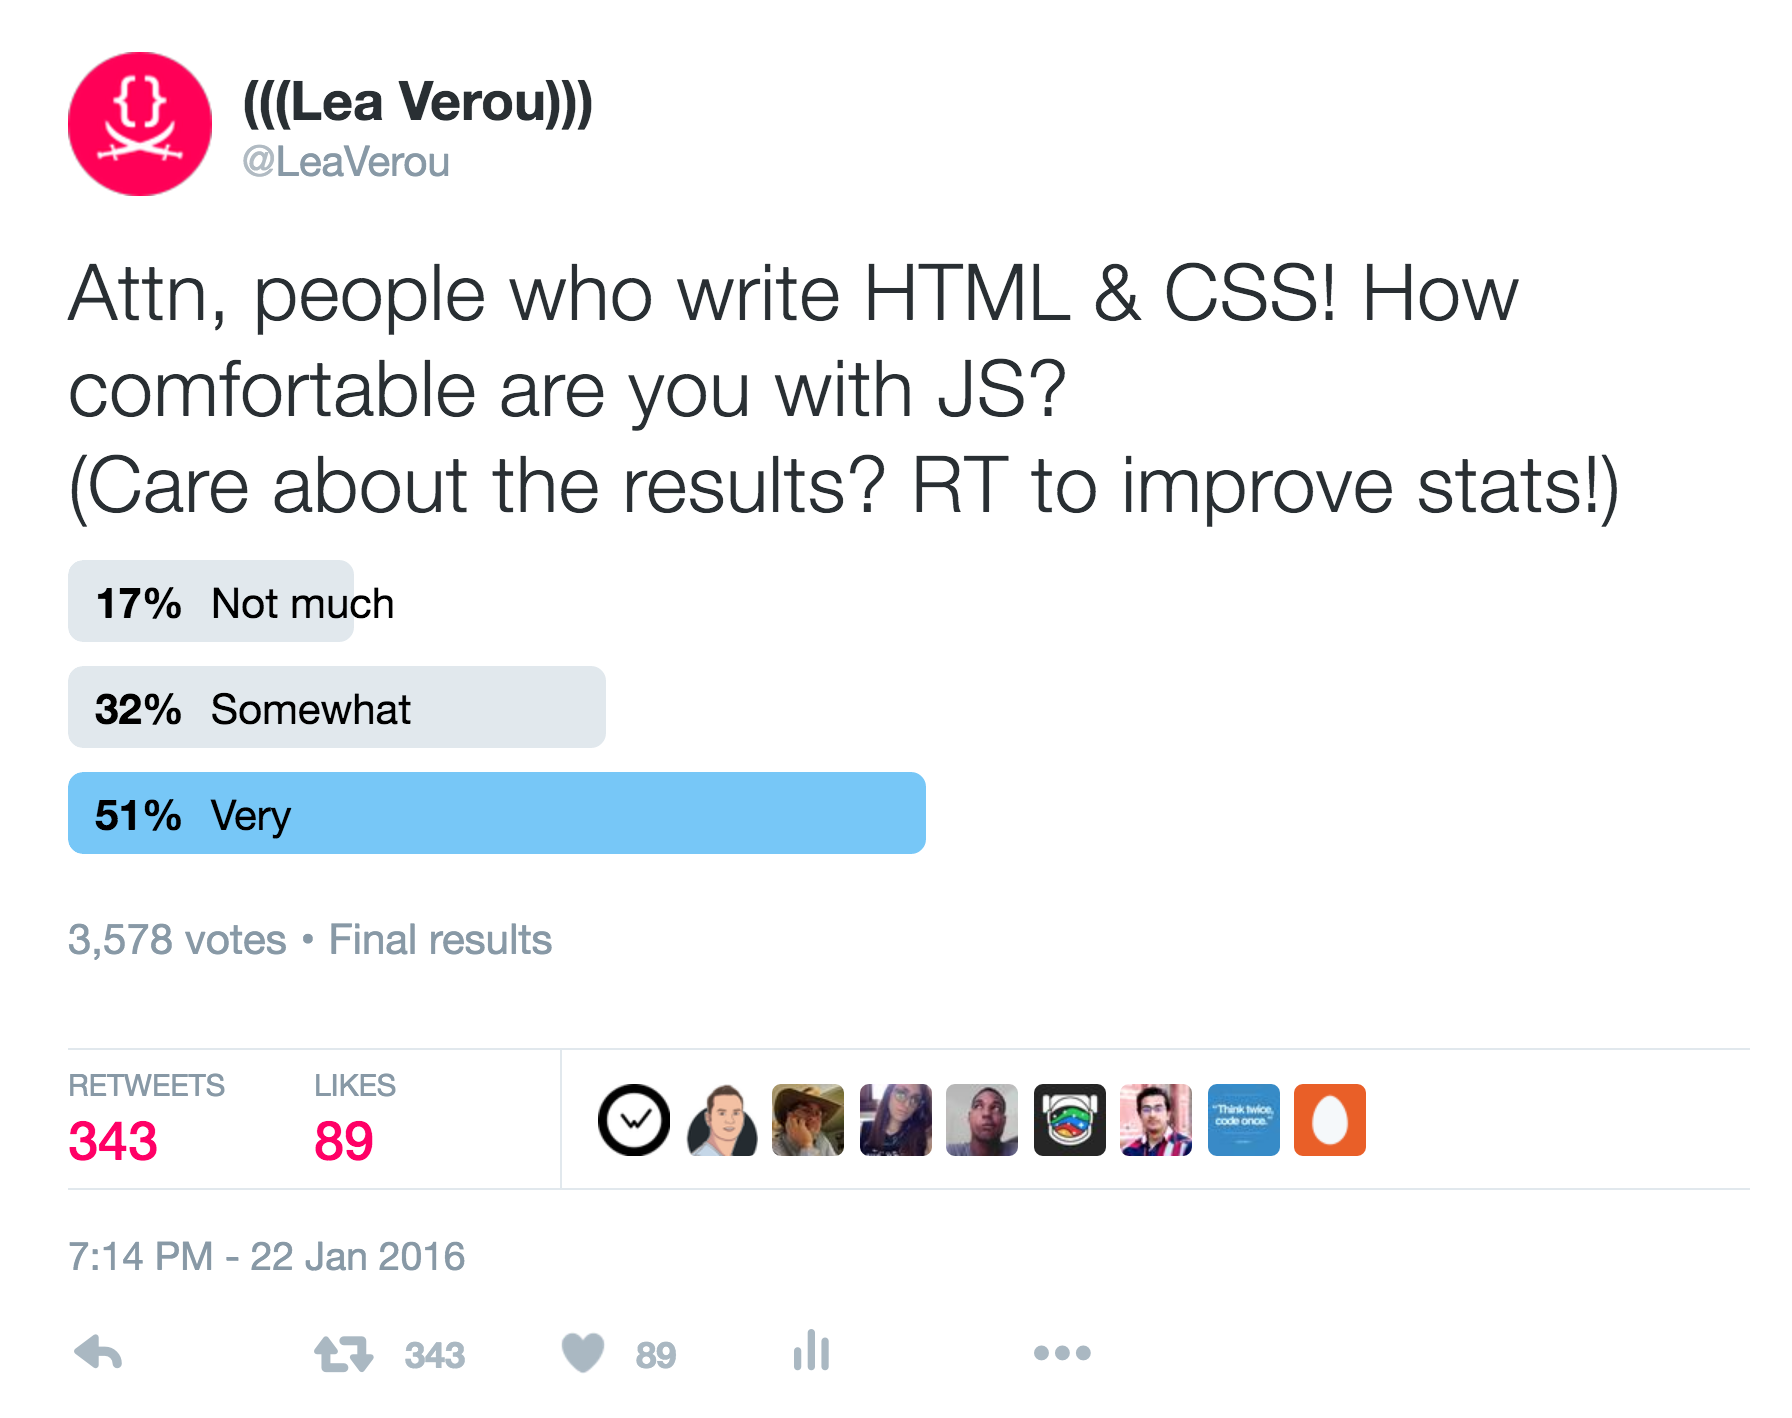 (((Lea Verou)))
@LeaVerou
Attn, people who write HTML & CSS! How
comfortable are you with JS?
(Care about the results? RT to improve stats!)
17% Not much
32% Somewhat
51% Very
3,578 votes • Final results
RETWEETS LIKES
343 89
"Think twice,
code once."
7:14 PM - 22 Jan 2016
343 89